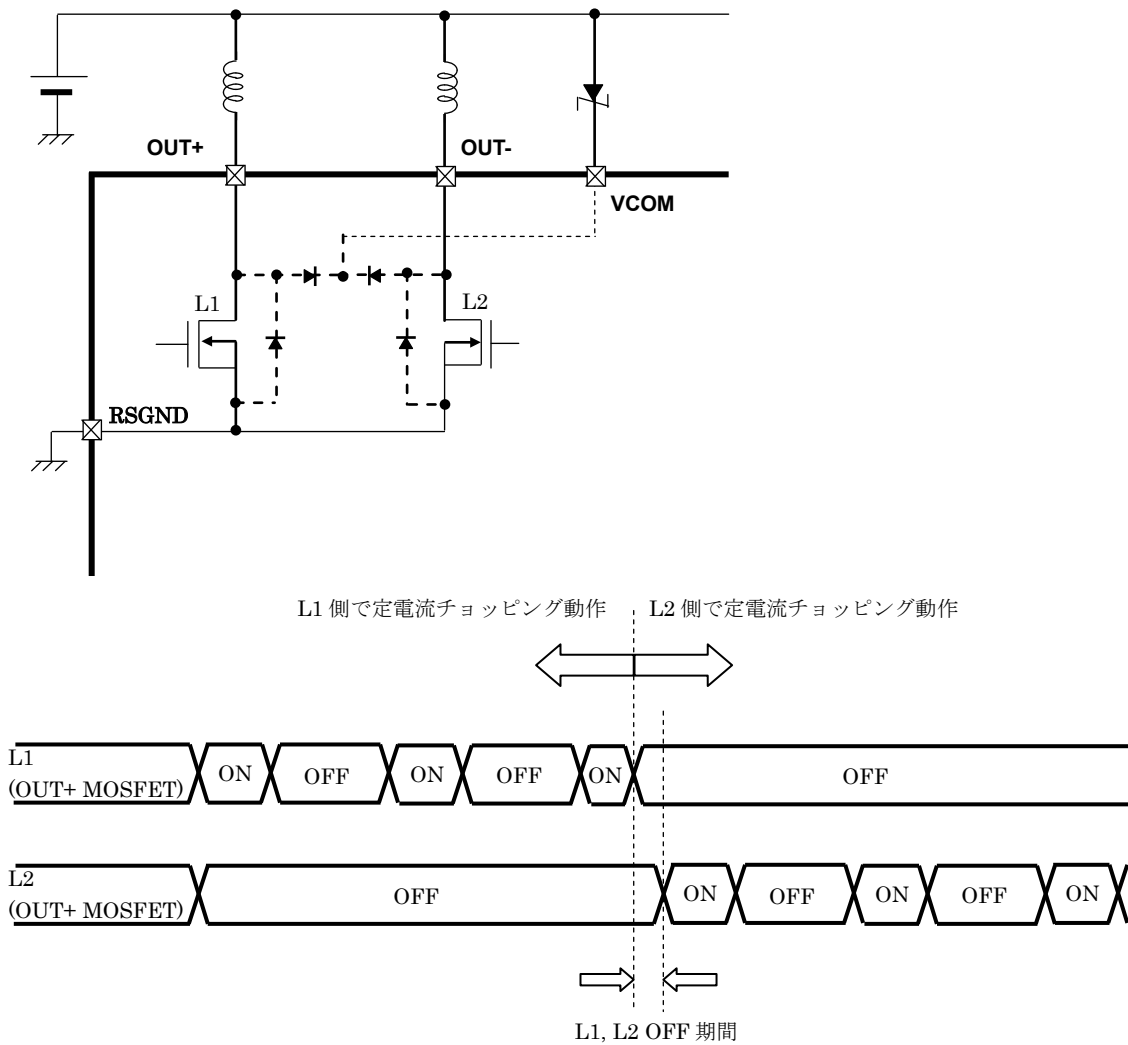 OUT+
OUT-
VCOM
L1
L2
RSGND
L1 側で定電流チョッピング動作
L2 側で定電流チョッピング動作
L1
(OUT+ MOSFET)
ON
OFF
ON
OFF
ON
OFF
L2
(OUT+ MOSFET)
OFF
ON
OFF
ON
OFF
ON
L1, L2 OFF 期間